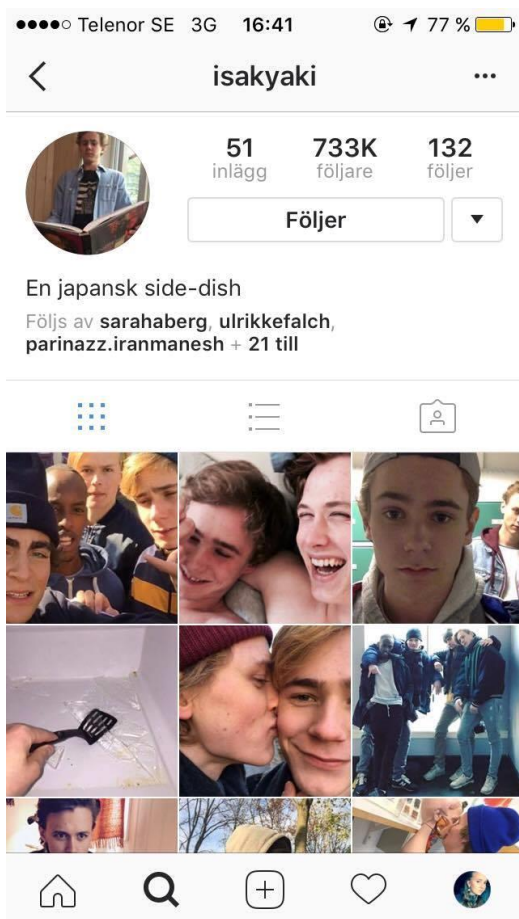 Telenor SE 3G 16:41 77 %
isakyaki
51 733K 132
inlägg följare följer
Följer
En japansk side-dish
Följs av sarahaberg, ulrikkefalch,
parinazz.iranmanesh + 21 till